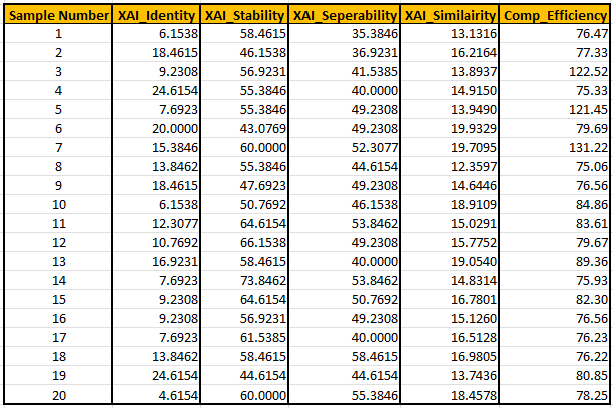 Sample Number XAI_Identity XAI_Stability XAI_Seperability XAI_Similairity Comp_Efficiency
1 6.1538 58.4615 35.3846 13.1316 76.47
2 18.4615 46.1538 36.9231 16.2164 77.33
3 9.2308 56.9231 41.5385 13.8937 122.52
4 24.6154 55.3846 40.0000 14.9150 75.33
5 7.6923 55.3846 49.2308 13.9490 121.45
6 20.0000 43.0769 49.2308 19.9329 79.69
7 15.3846 60.0000 52.3077 19.7095 131.22
8 13.8462 55.3846 44.6154 12.3597 75.06
9 18.4615 47.6923 49.2308 14.6446 76.56
10 6.1538 50.7692 46.1538 18.9109 84.86
11 12.3077 64.6154 53.8462 15.0291 83.61
12 10.7692 66.1538 49.2308 15.7752 79.67
13 16.9231 58.4615 40.0000 19.0540 89.36
14 7.6923 73.8462 53.8462 14.8314 75.93
15 9.2308 64.6154 50.7692 16.7801 82.30
16 9.2308 56.9231 49.2308 15.1260 76.56
17 7.6923 61.5385 40.0000 16.5128 76.23
18 13.8462 58.4615 58.4615 16.9805 76.22
19 24.6154 44.6154 44.6154 13.7436 80.85
20 4.6154 60.0000 55.3846 18.4578 78.25